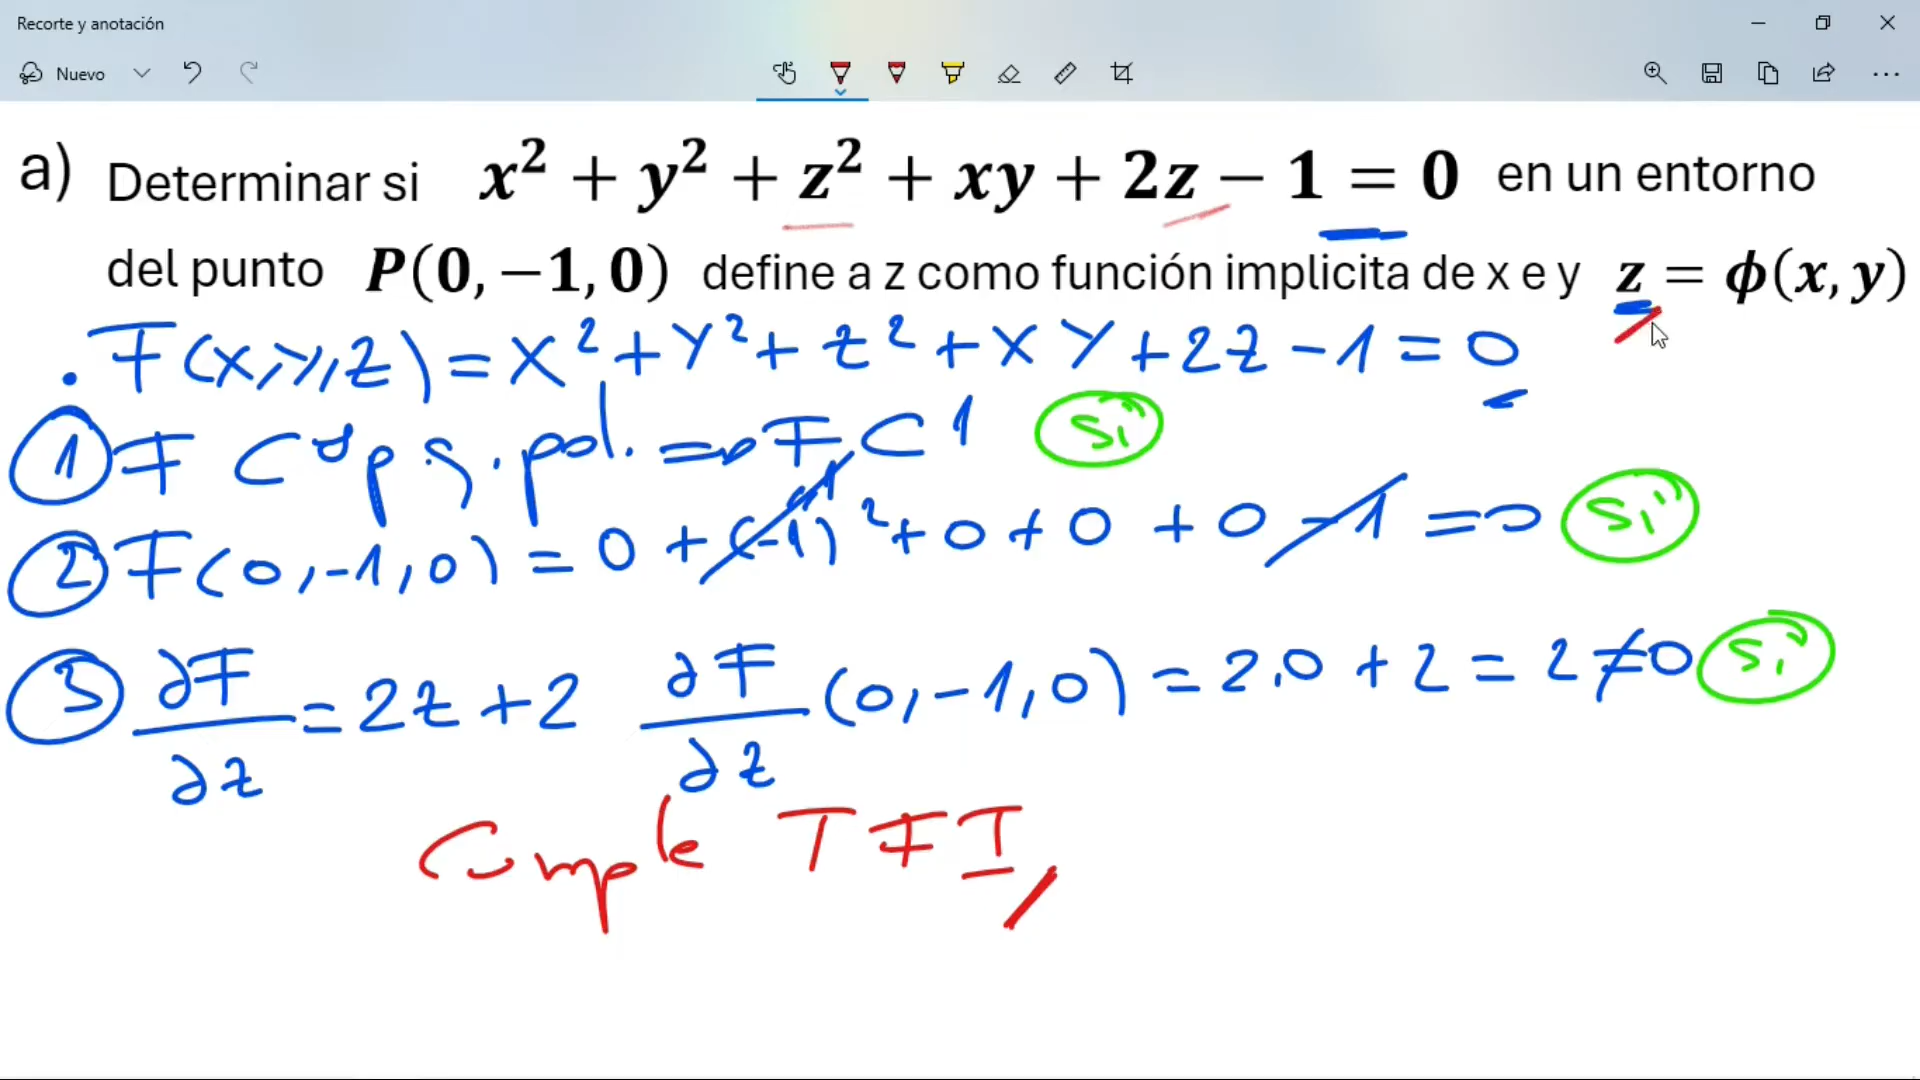 Recorte y anotación
Nuevo
a) Determinar si x² + y² + z² + xy + 2z − 1 = 0 en un entorno
del punto P(0, −1, 0) define a z como función implicita de x e y z = ϕ(x, y)
. F(x,y,z) = x² + y² + z² + xy + 2z − 1 = 0
① F C^∞ p.s. pol. ⇒ F C¹ Si
② F(0,−1,0) = 0 + (−1)² + 0 + 0 + 0 − 1 = 0 Si
③ ∂F/∂z = 2z + 2 ∂F/∂z (0,−1,0) = 2.0 + 2 = 2 ≠ 0 Si
Cumple TFI